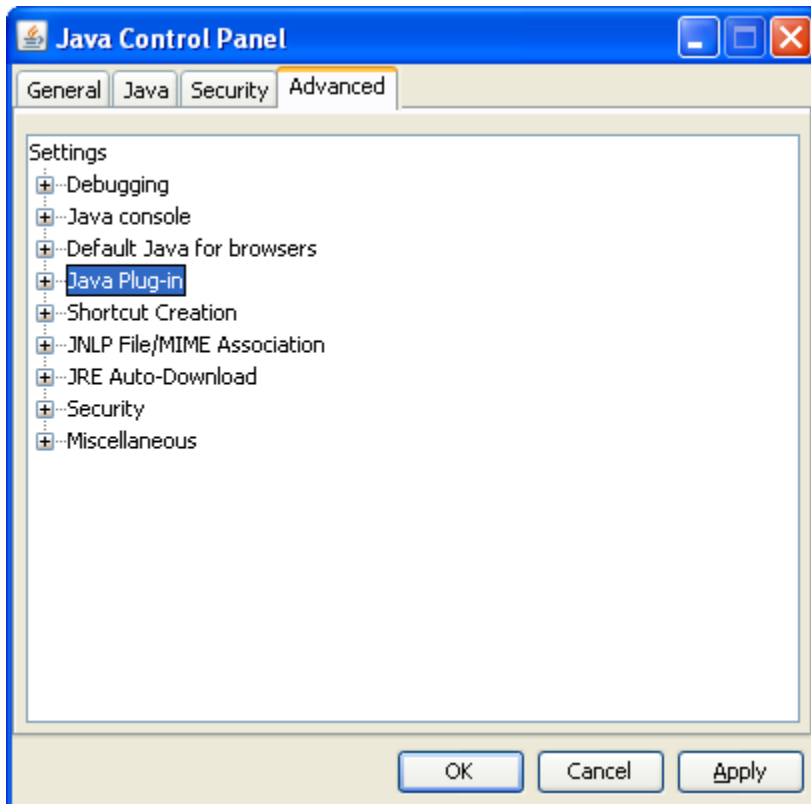 Java Control Panel
General Java Security Advanced
Settings
Debugging
Java console
Default Java for browsers
Java Plug-in
Shortcut Creation
JNLP File/MIME Association
JRE Auto-Download
Security
Miscellaneous
OK Cancel Apply